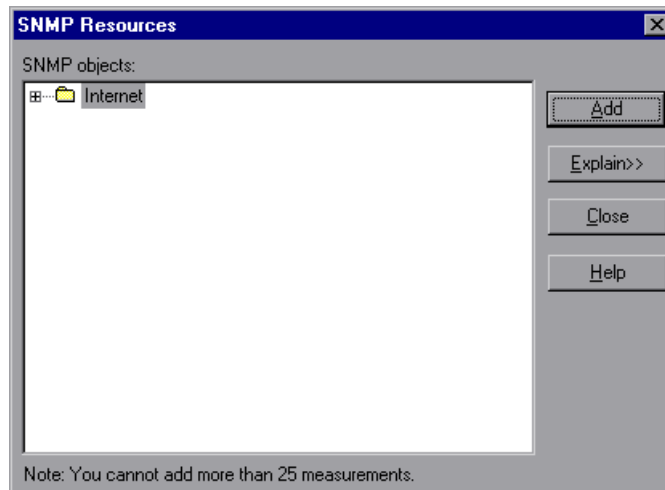 SNMP Resources
SNMP objects:
Internet
Add
Explain>>
Close
Help
Note: You cannot add more than 25 measurements.